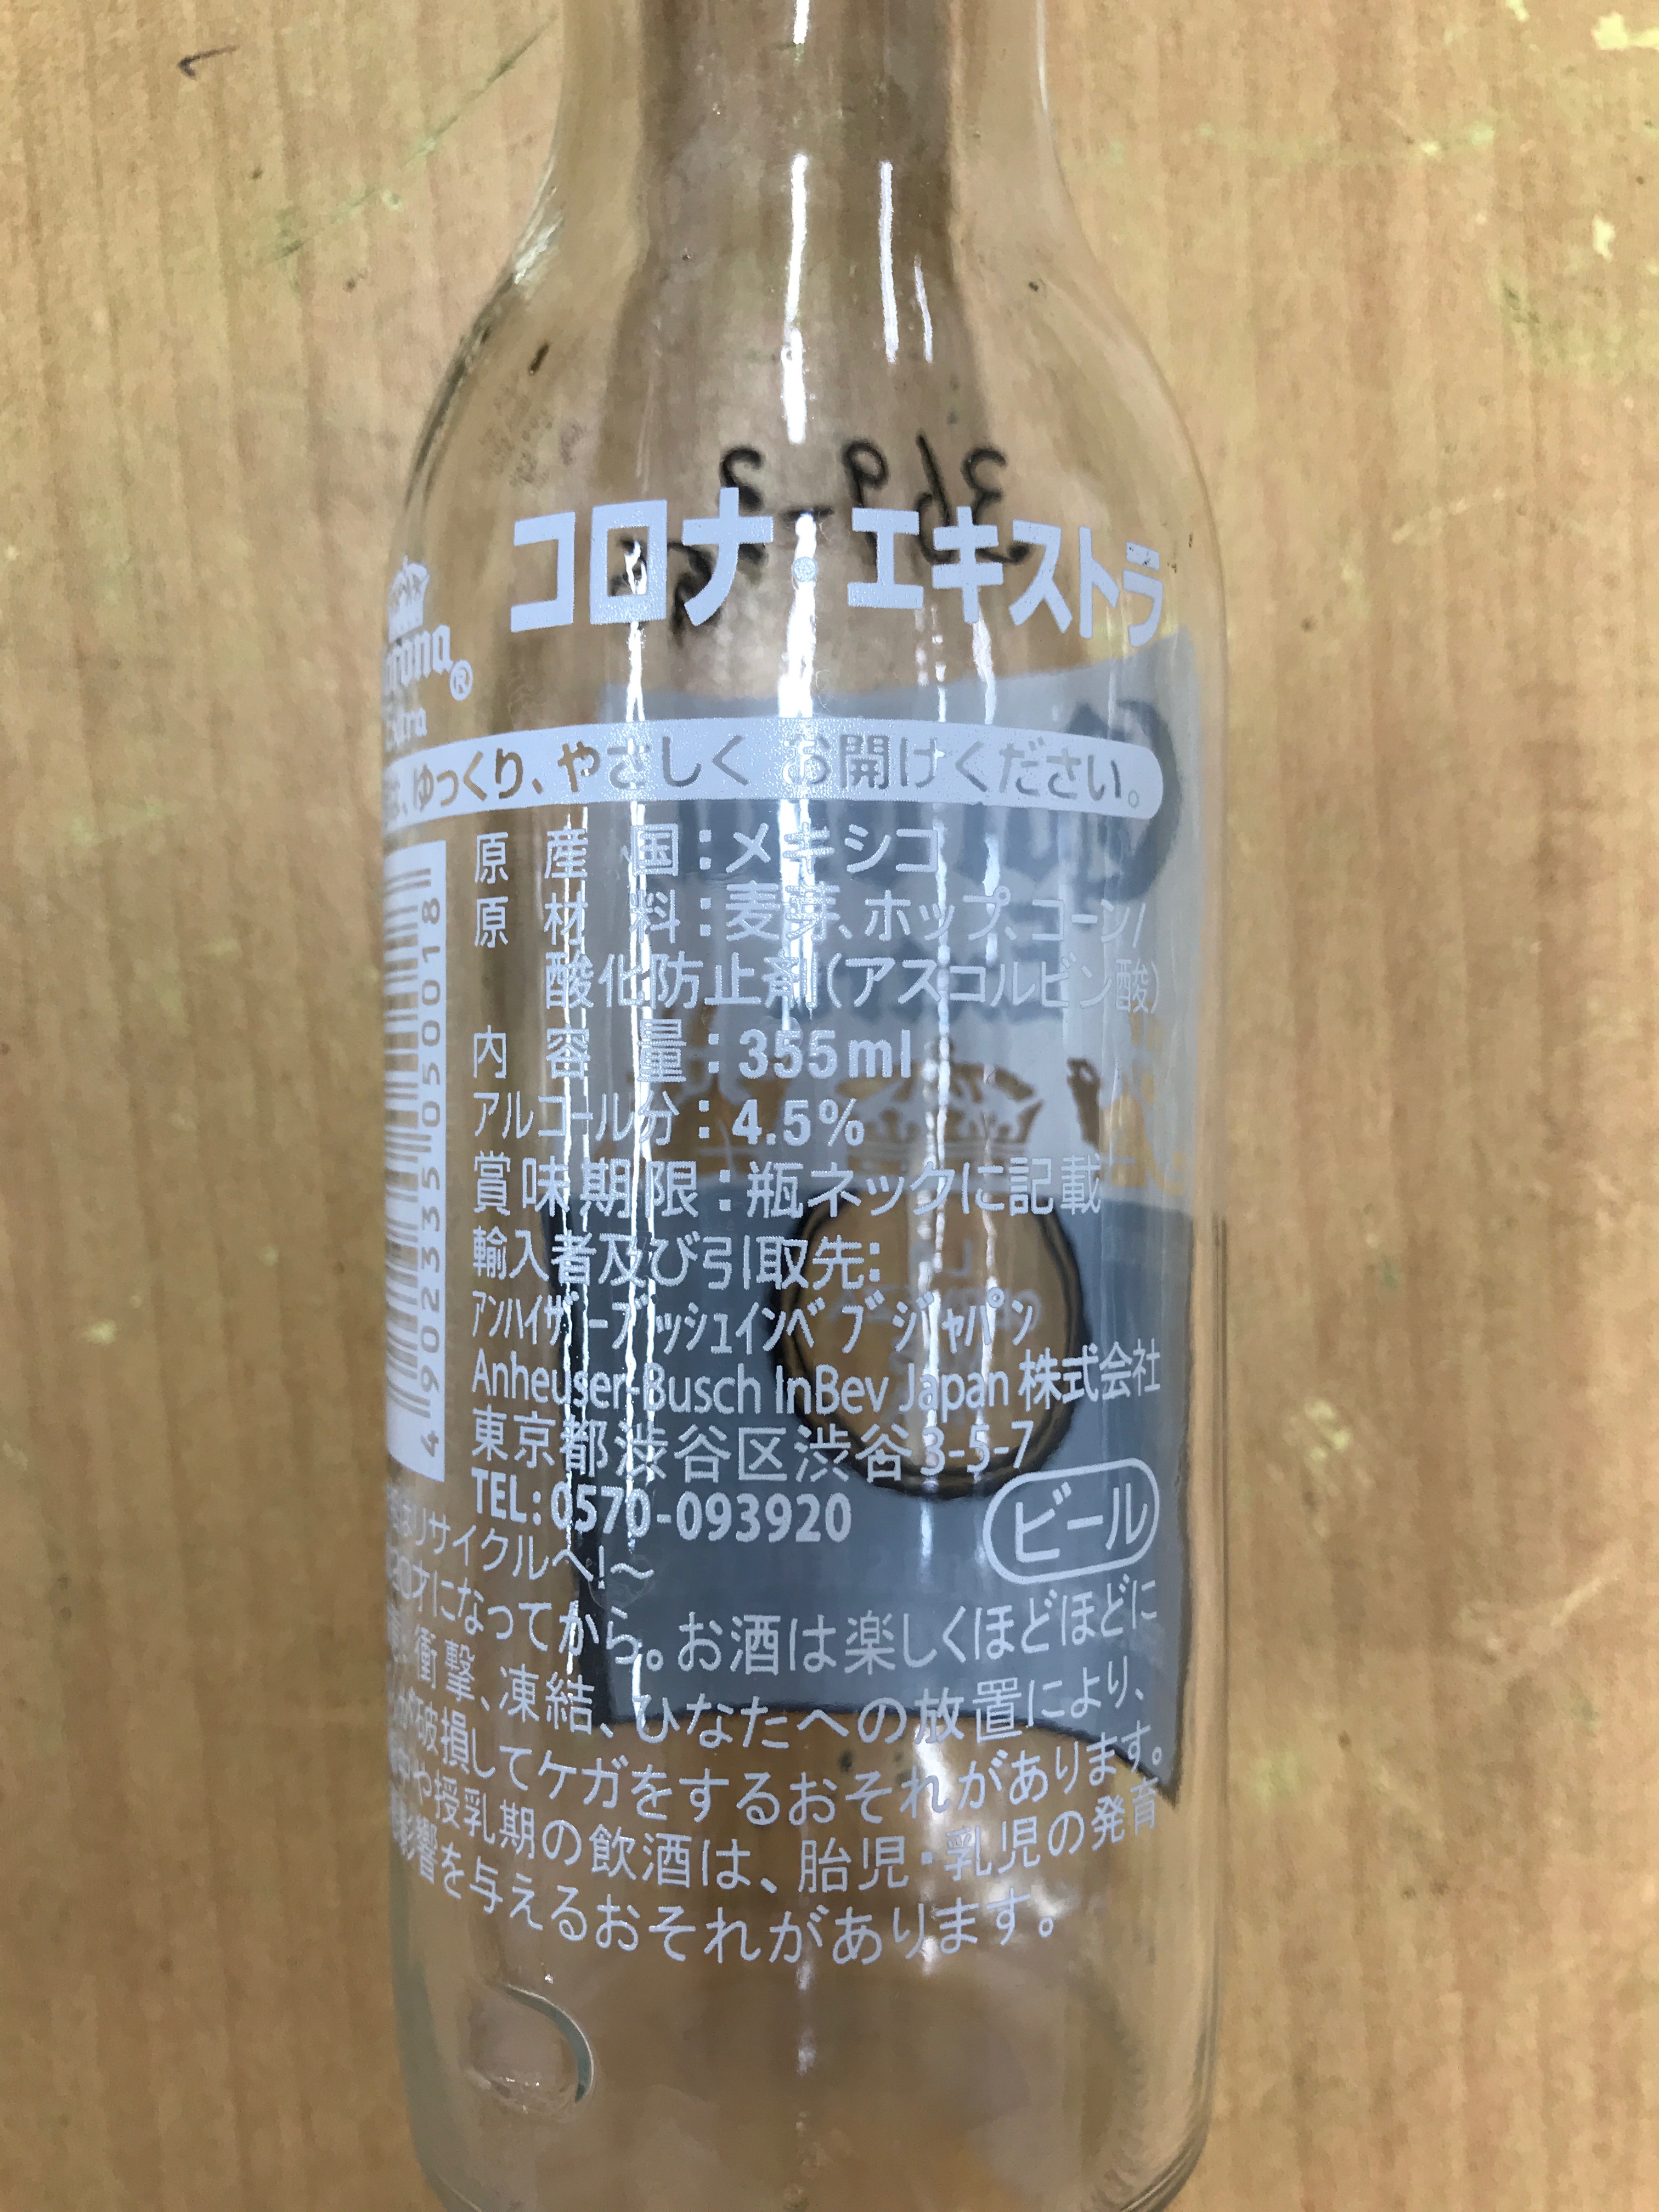 コロナ・エキストラ
®
ゆっくり、やさしく お開けください。
原産国：メキシコ
原材料：麦芽、ホップ、コーン/
酸化防止剤(アスコルビン酸)
内容量：355ml
アルコール分：4.5%
賞味期限：瓶ネックに記載
輸入者及び引取先：
アンハイザー・ブッシュ・インベブ・ジャパン
Anheuser-Busch InBev Japan 株式会社
東京都渋谷区渋谷3-5-7
TEL：0570-093920
ビール
4902335050018
はリサイクルへ!〜
になってから。お酒は楽しくほどほどに
衝撃、凍結、ひなたへの放置により、
が破損してケガをするおそれがあります。
中や授乳期の飲酒は、胎児・乳児の発育
影響を与えるおそれがあります。